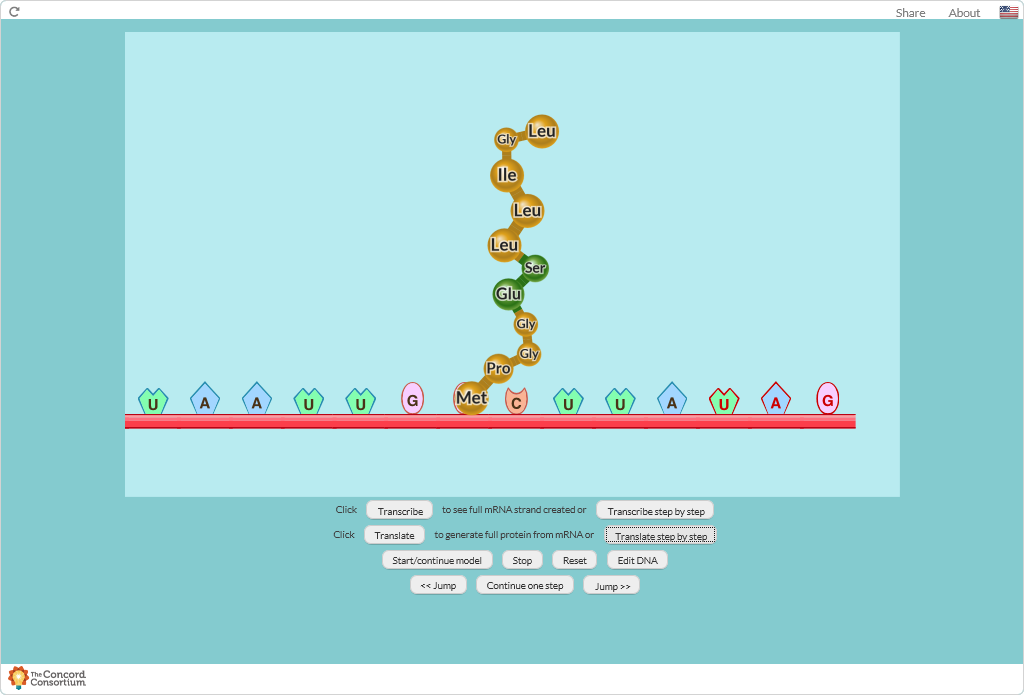 Share About
Gly Leu
Ile
Leu
Leu
Ser
Glu
Gly
Gly
Pro
Met
U A A U U G C U U A U A G
Click Transcribe to see full mRNA strand created or Transcribe step by step
Click Translate to generate full protein from mRNA or Translate step by step
Start/continue model Stop Reset Edit DNA
<< Jump Continue one step Jump >>
The Concord
Consortium